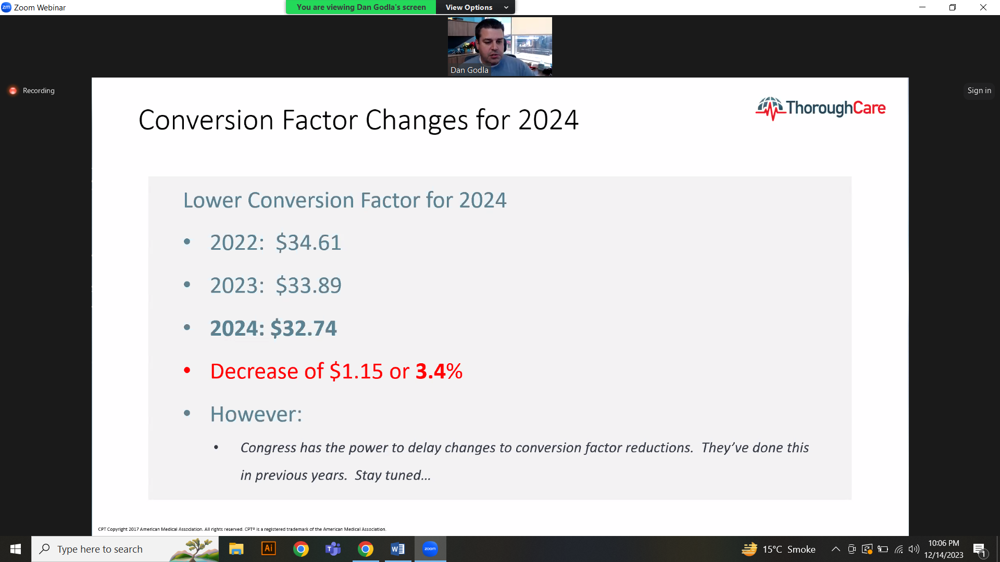 Zoom Webinar
You are viewing Dan Godla's screen
View Options
Dan Godla
Recording
Sign in
ThoroughCare
Conversion Factor Changes for 2024
Lower Conversion Factor for 2024
• 2022: $34.61
• 2023: $33.89
• 2024: $32.74
• Decrease of $1.15 or 3.4%
• However:
• Congress has the power to delay changes to conversion factor reductions. They’ve done this
in previous years. Stay tuned…
CPT Copyright 2017 American Medical Association. All rights reserved. CPT® is a registered trademark of the American Medical Association.
Type here to search
Ai
zoom
15°C Smoke
10:06 PM
12/14/2023
1